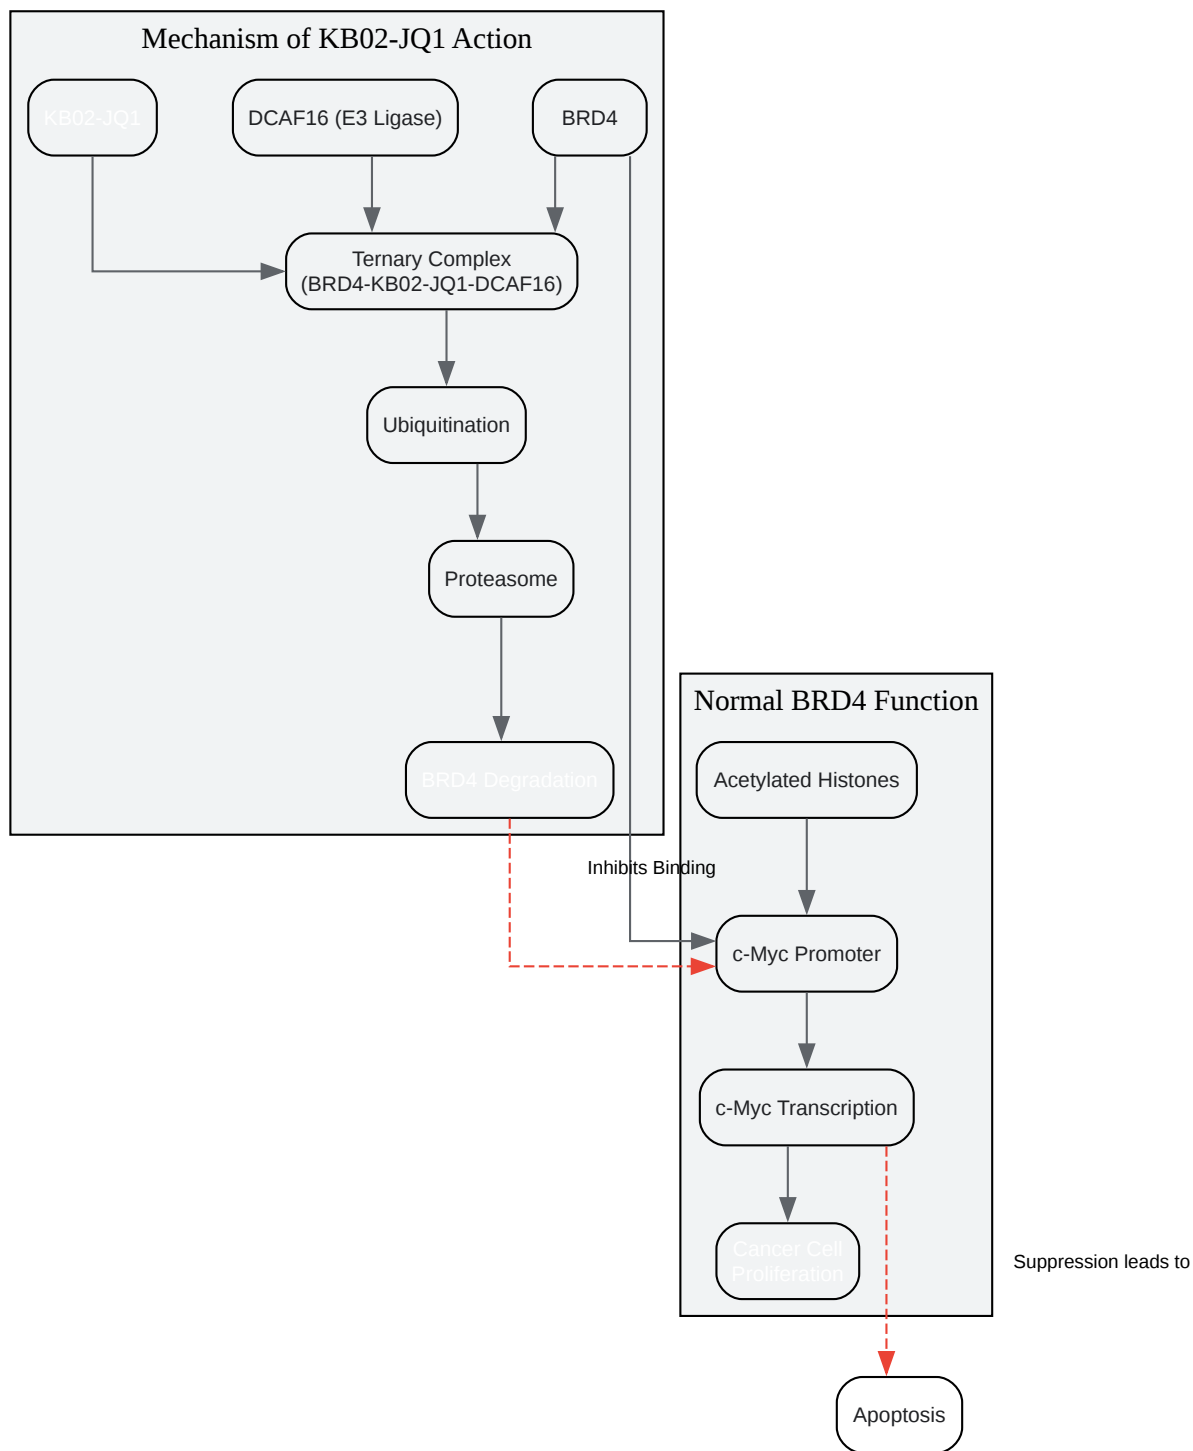 Mechanism of KB02-JQ1 Action
KB02-JQ1
DCAF16 (E3 Ligase)
BRD4
Ternary Complex
(BRD4-KB02-JQ1-DCAF16)
Ubiquitination
Proteasome
BRD4 Degradation
Normal BRD4 Function
Acetylated Histones
Inhibits Binding
c-Myc Promoter
c-Myc Transcription
Cancer Cell
Proliferation
Suppression leads to
Apoptosis